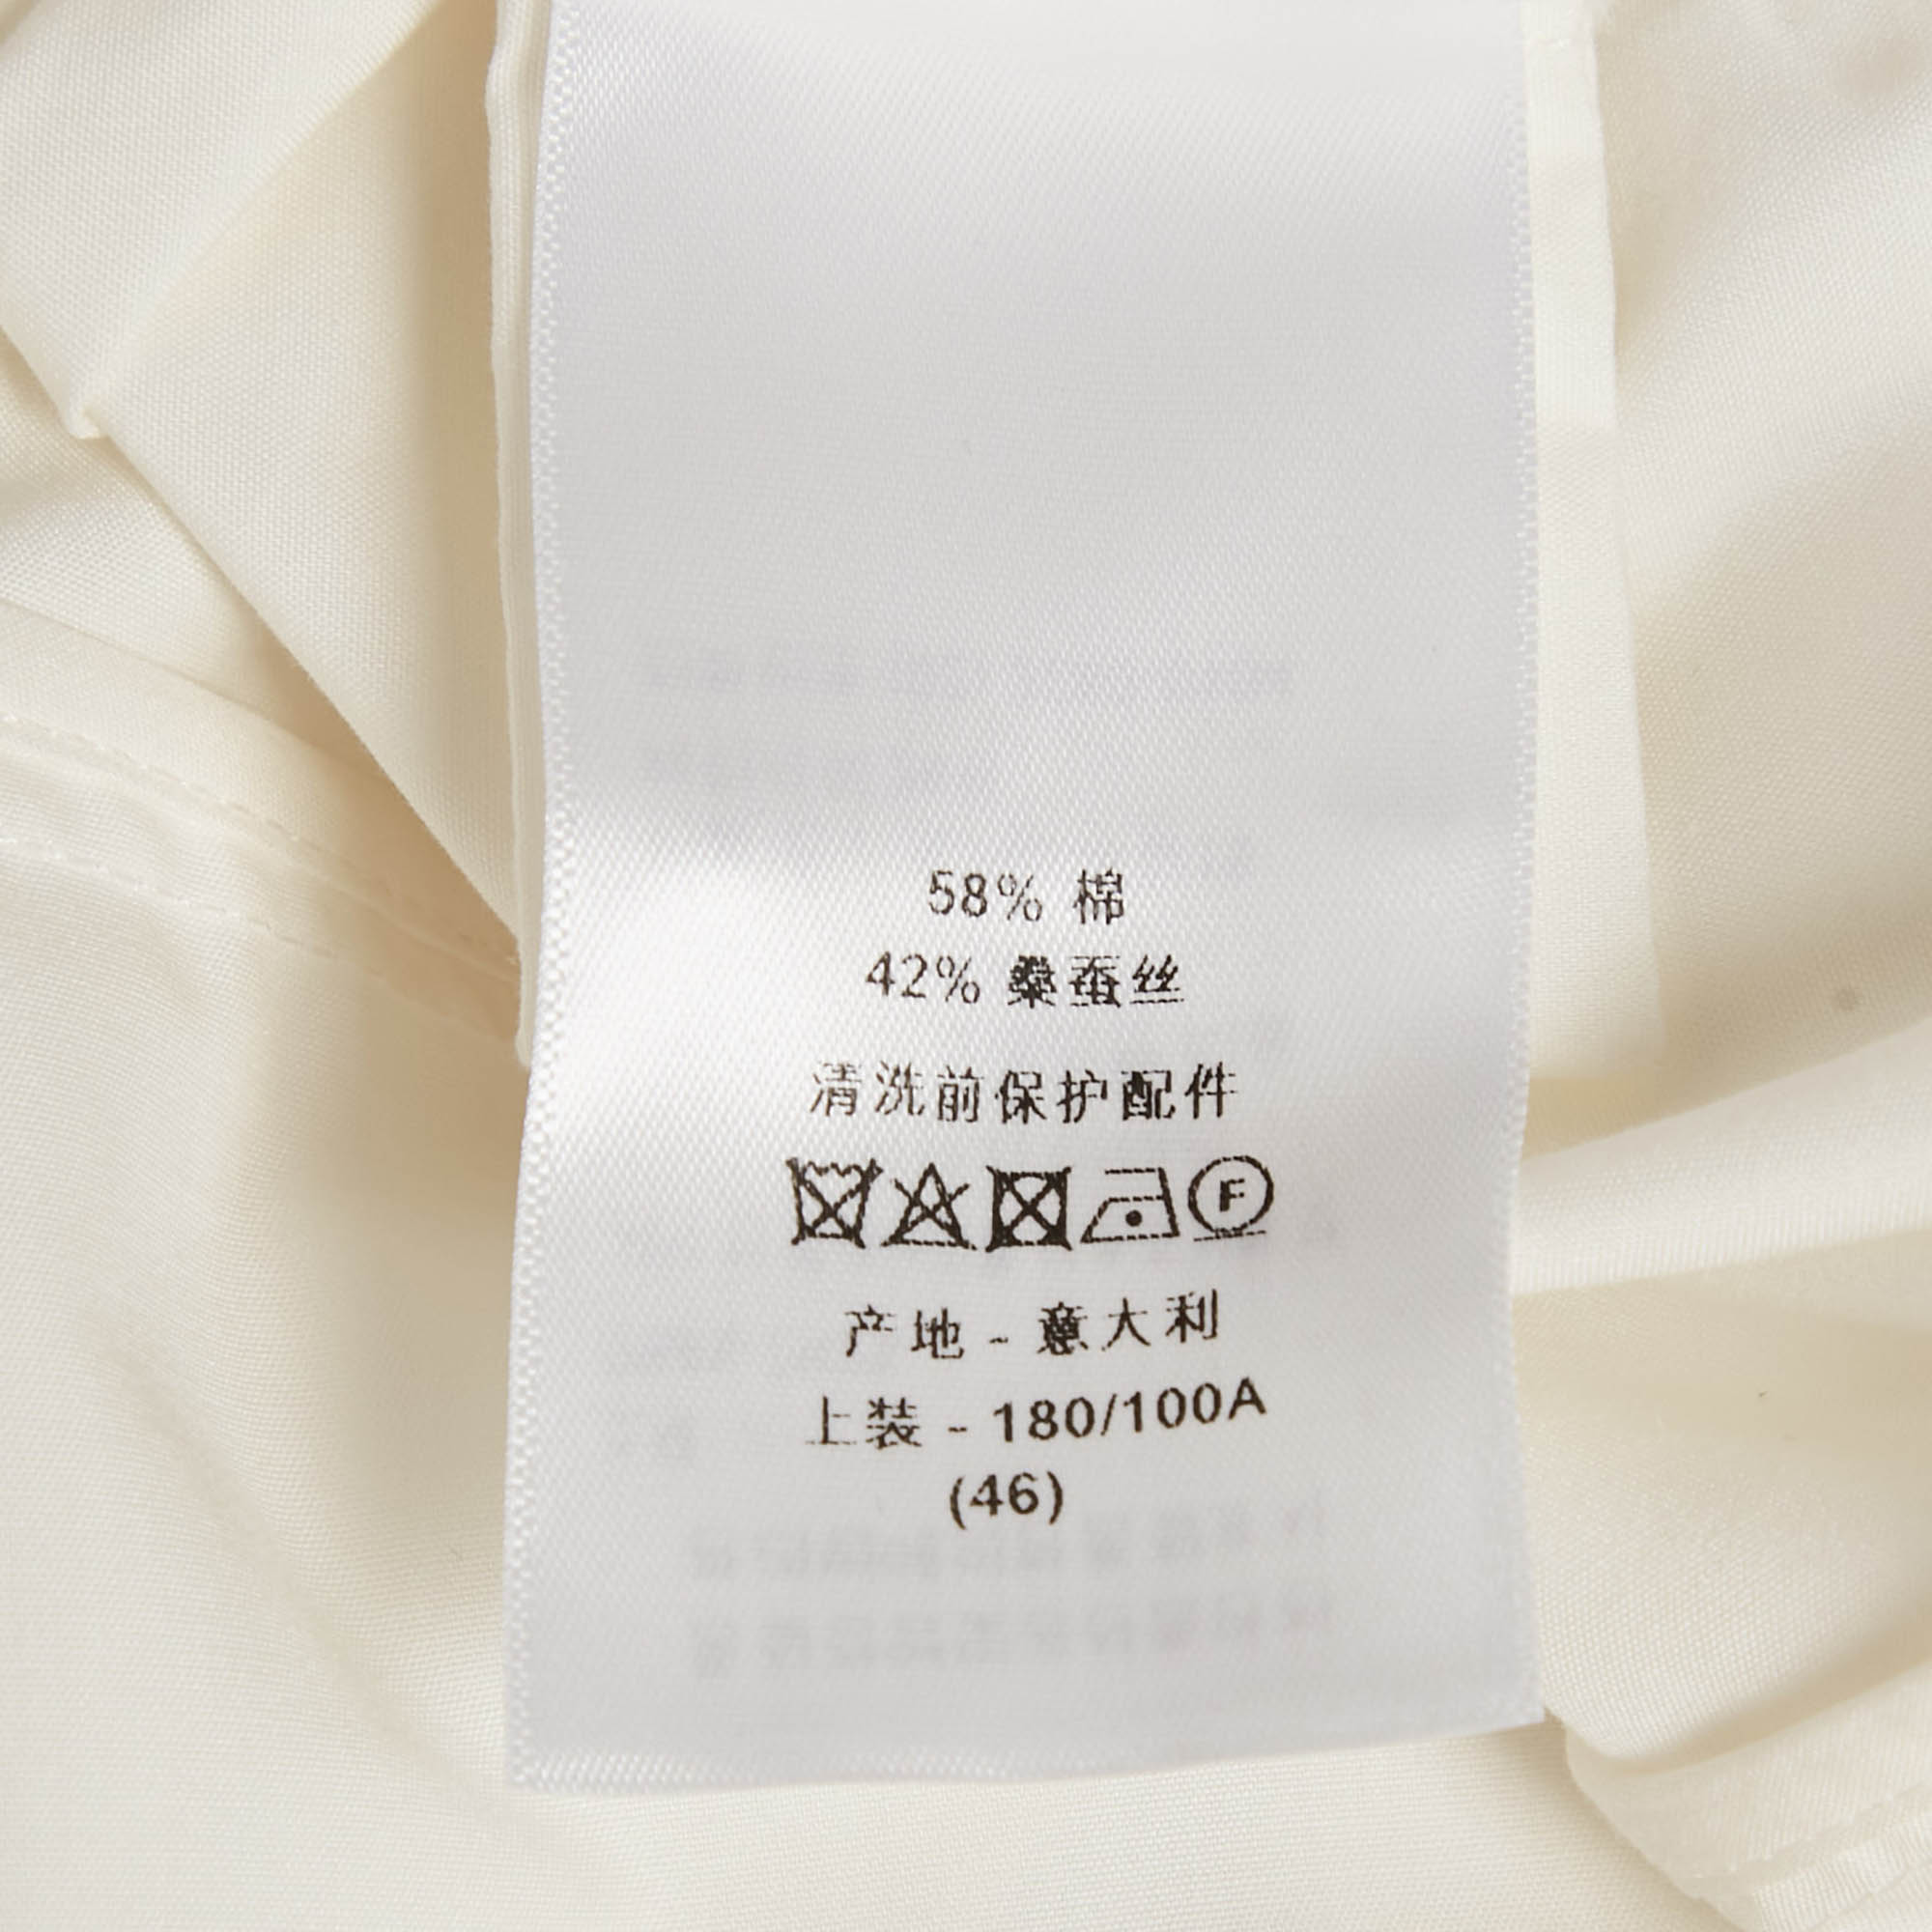 58% 棉
42% 桑蚕丝
清洗前保护配件
F
产地 - 意大利
上装 - 180/100A
(46)